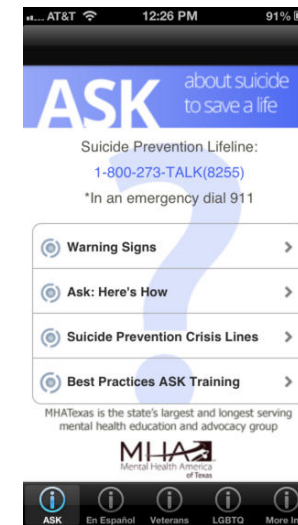 AT&T 12:26 PM 91%
ASK
about suicide
to save a life
Suicide Prevention Lifeline:
1-800-273-TALK(8255)
*In an emergency dial 911
Warning Signs
Ask: Here's How
Suicide Prevention Crisis Lines
Best Practices ASK Training
MHATexas is the state's largest and longest serving
mental health education and advocacy group
MHA
Mental Health America
of Texas
ASK En Español Veterans LGBTQ More In